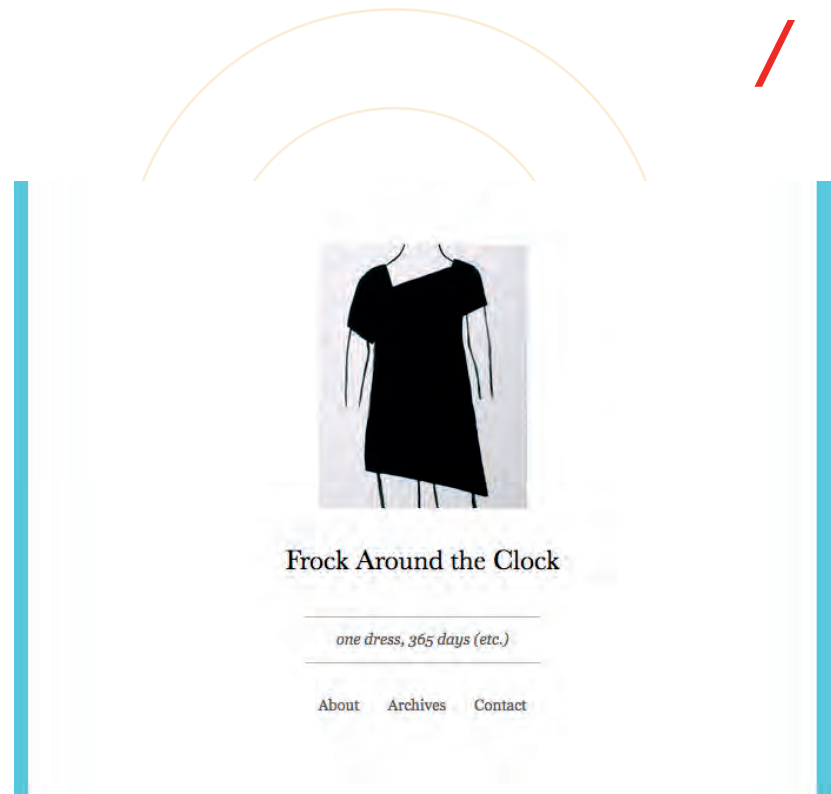 /
Frock Around the Clock
one dress, 365 days (etc.)
About Archives Contact